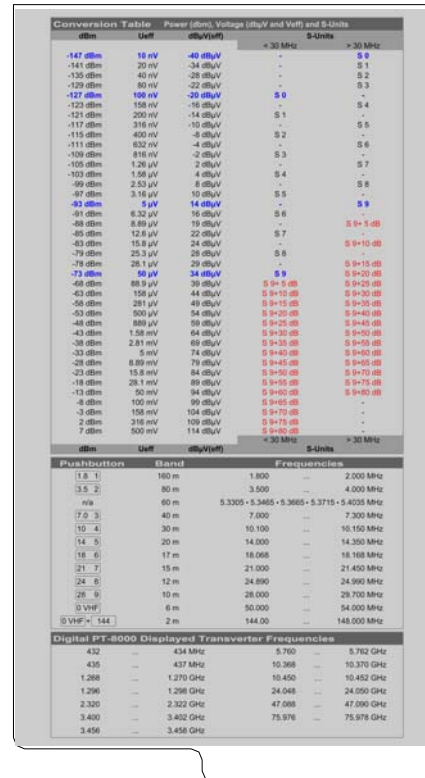 Conversion Table Power (dbm), Voltage (dbµV and Veff) and S-Units
dBm Ueff dBµV(eff) S-Units
< 30 MHz > 30 MHz
-147 dBm 10 nV -40 dBµV - S 0
-141 dBm 20 nV -34 dBµV - S 1
-135 dBm 40 nV -28 dBµV - S 2
-129 dBm 80 nV -22 dBµV - S 3
-127 dBm 100 nV -20 dBµV S 0 -
-123 dBm 158 nV -16 dBµV - S 4
-121 dBm 200 nV -14 dBµV S 1 -
-117 dBm 316 nV -10 dBµV - S 5
-115 dBm 400 nV -8 dBµV S 2 -
-111 dBm 632 nV -4 dBµV - S 6
-109 dBm 816 nV -2 dBµV S 3 -
-105 dBm 1.26 µV 2 dBµV - S 7
-103 dBm 1.58 µV 4 dBµV S 4 -
-99 dBm 2.53 µV 8 dBµV - S 8
-97 dBm 3.16 µV 10 dBµV S 5 -
-93 dBm 5 µV 14 dBµV - S 9
-91 dBm 6.32 µV 16 dBµV S 6 -
-88 dBm 8.89 µV 19 dBµV - S 9+ 5 dB
-85 dBm 12.6 µV 22 dBµV S 7 -
-83 dBm 15.8 µV 24 dBµV - S 9+10 dB
-79 dBm 25.3 µV 28 dBµV S 8 -
-78 dBm 28.1 µV 29 dBµV - S 9+15 dB
-73 dBm 50 µV 34 dBµV S 9 S 9+20 dB
-68 dBm 88.9 µV 39 dBµV S 9+ 5 dB S 9+25 dB
-63 dBm 158 µV 44 dBµV S 9+10 dB S 9+30 dB
-58 dBm 281 µV 49 dBµV S 9+15 dB S 9+35 dB
-53 dBm 500 µV 54 dBµV S 9+20 dB S 9+40 dB
-48 dBm 889 µV 59 dBµV S 9+25 dB S 9+45 dB
-43 dBm 1.58 mV 64 dBµV S 9+30 dB S 9+50 dB
-38 dBm 2.81 mV 69 dBµV S 9+35 dB S 9+55 dB
-33 dBm 5 mV 74 dBµV S 9+40 dB S 9+60 dB
-28 dBm 8.89 mV 79 dBµV S 9+45 dB S 9+65 dB
-23 dBm 15.8 mV 84 dBµV S 9+50 dB S 9+70 dB
-18 dBm 28.1 mV 89 dBµV S 9+55 dB S 9+75 dB
-13 dBm 50 mV 94 dBµV S 9+60 dB S 9+80 dB
-8 dBm 100 mV 99 dBµV S 9+65 dB -
-3 dBm 158 mV 104 dBµV S 9+70 dB -
2 dBm 316 mV 109 dBµV S 9+75 dB -
7 dBm 500 mV 114 dBµV S 9+80 dB -
< 30 MHz > 30 MHz
dBm Ueff dBµV(eff) S-Units
Pushbutton Band Frequencies
1.8 1 160 m 1.800 ... 2.000 MHz
3.5 2 80 m 3.500 ... 4.000 MHz
n/a 60 m 5.3305 • 5.3465 • 5.3665 • 5.3715 • 5.4035 MHz
7.0 3 40 m 7.000 ... 7.300 MHz
10 4 30 m 10.100 ... 10.150 MHz
14 5 20 m 14.000 ... 14.350 MHz
18 6 17 m 18.068 ... 18.168 MHz
21 7 15 m 21.000 ... 21.450 MHz
24 8 12 m 24.890 ... 24.990 MHz
28 9 10 m 28.000 ... 29.700 MHz
0 VHF 6 m 50.000 ... 54.000 MHz
0 VHF + 144 2 m 144.00 ... 148.000 MHz
Digital PT-8000 Displayed Transverter Frequencies
432 ... 434 MHz 5.760 ... 5.762 GHz
435 ... 437 MHz 10.368 ... 10.370 GHz
1.268 ... 1.270 GHz 10.450 ... 10.452 GHz
1.296 ... 1.298 GHz 24.048 ... 24.050 GHz
2.320 ... 2.322 GHz 47.088 ... 47.090 GHz
3.400 ... 3.402 GHz 75.976 ... 75.978 GHz
3.456 ... 3.458 GHz